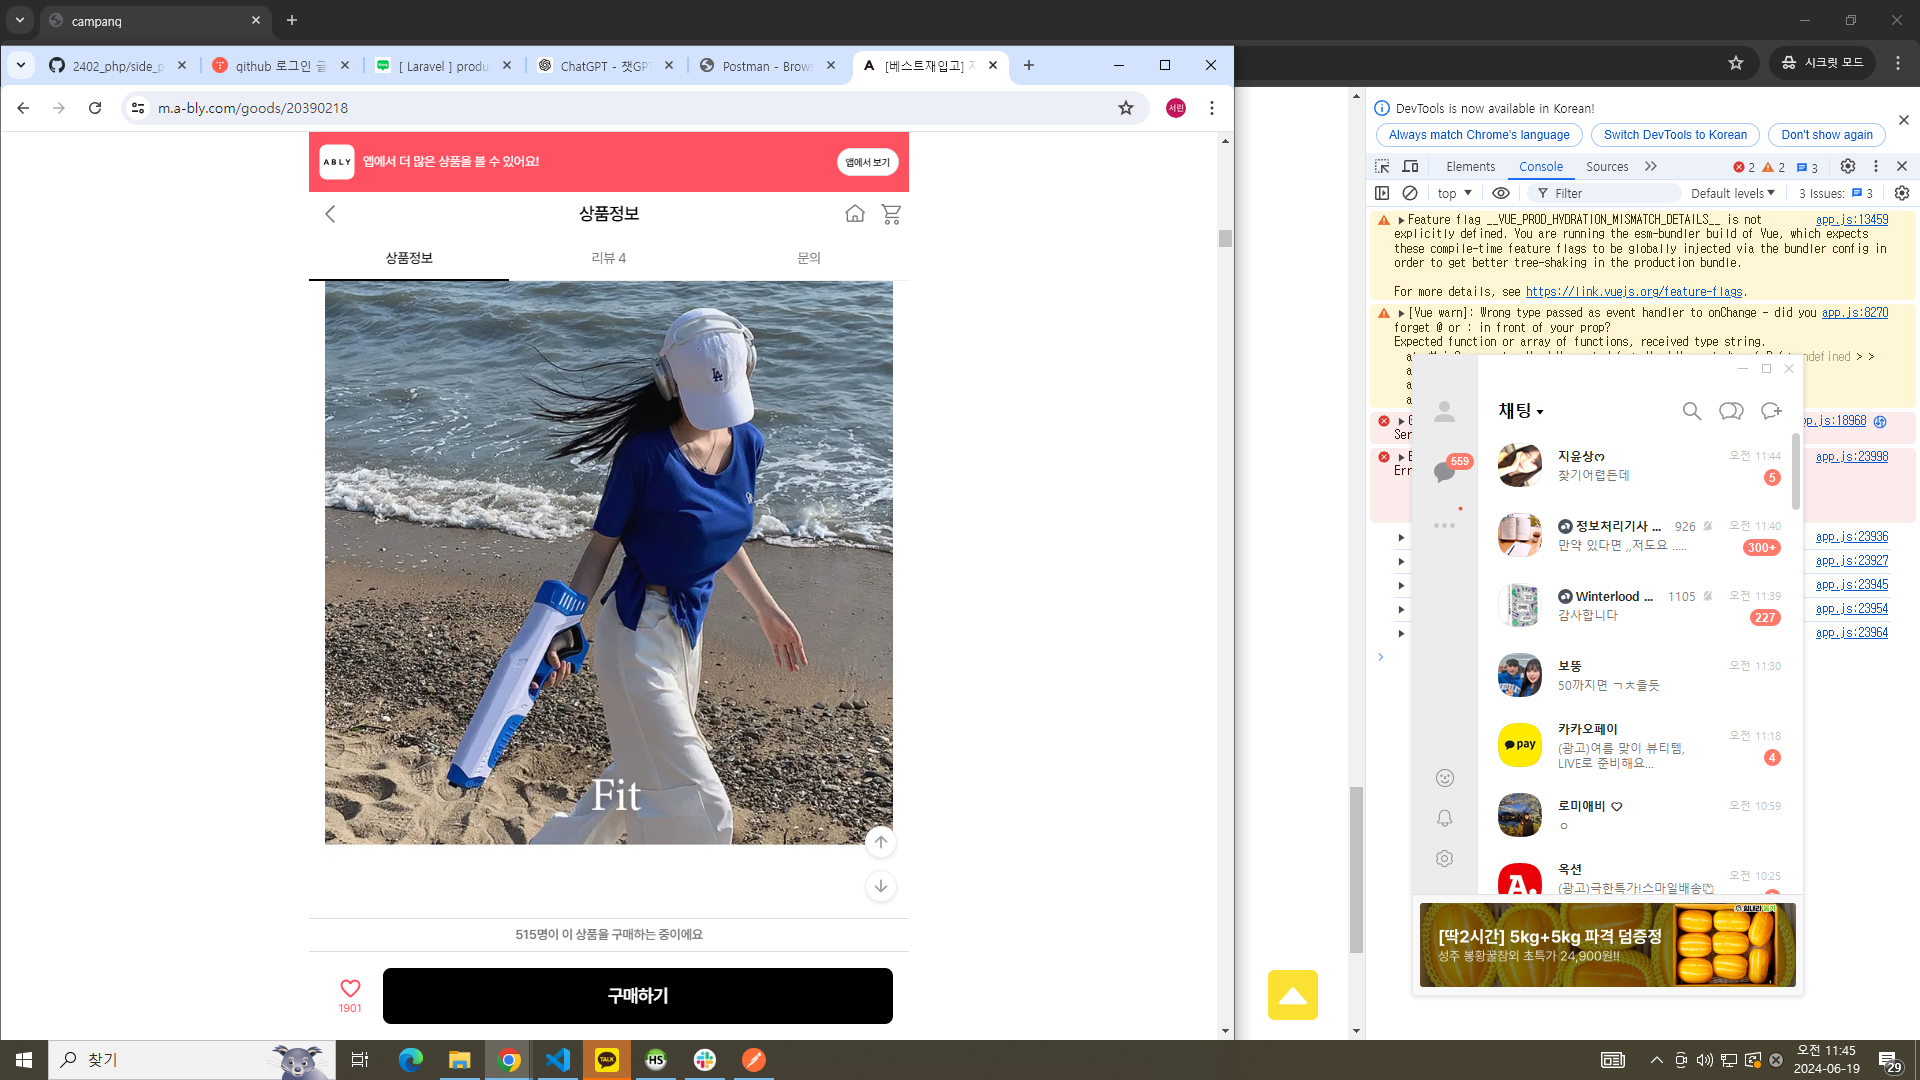 campanq
시크릿 모드
2402_php/side_p
github 로그인 글
[ Laravel ] produ
ChatGPT - 챗GPT
Postman - Brows
[베스트재입고] 지
m.a-bly.com/goods/20390218
서린
ABLY
앱에서 더 많은 상품을 볼 수 있어요!
앱에서 보기
상품정보
상품정보
리뷰 4
문의
LA
Fit
515명이 이 상품을 구매하는 중이에요
1901
구매하기
DevTools is now available in Korean!
Always match Chrome's language
Switch DevTools to Korean
Don't show again
Elements
Console
Sources
2
2
3
top
Filter
Default levels
3 Issues:
3
Feature flag __VUE_PROD_HYDRATION_MISMATCH_DETAILS__ is not app.js:13459
explicitly defined. You are running the esm-bundler build of Vue, which expects
these compile-time feature flags to be globally injected via the bundler config in
order to get better tree-shaking in the production bundle.
For more details, see https://link.vuejs.org/feature-flags.
[Vue warn]: Wrong type passed as event handler to onChange - did you app.js:8270
forget @ or : in front of your prop?
Expected function or array of functions, received type string.
app.js:23998
app.js:23936
app.js:23927
app.js:23945
app.js:23954
app.js:23964
559
채팅
지윤상ო
오전 11:44
찾기어렵든데
5
정보처리기사 ...
926
오전 11:40
만약 있다면 ,,저도요 .....
300+
Winterlood ...
1105
오전 11:39
감사합니다
227
보뚱
오전 11:30
50까지면 ㄱㅊ을듯
pay
카카오페이
오전 11:18
(광고)여름 맞이 뷰티템,
LIVE로 준비해요...
4
로미애비 ♡
오전 10:59
ㅇ
옥션
오전 10:25
(광고)극한특가!스마일배송
[딱2시간] 5kg+5kg 파격 덤증정
성주 봉황꿀참외 초특가 24,900원!!
찾기
TALK
HS
오전 11:45
2024-06-19
29